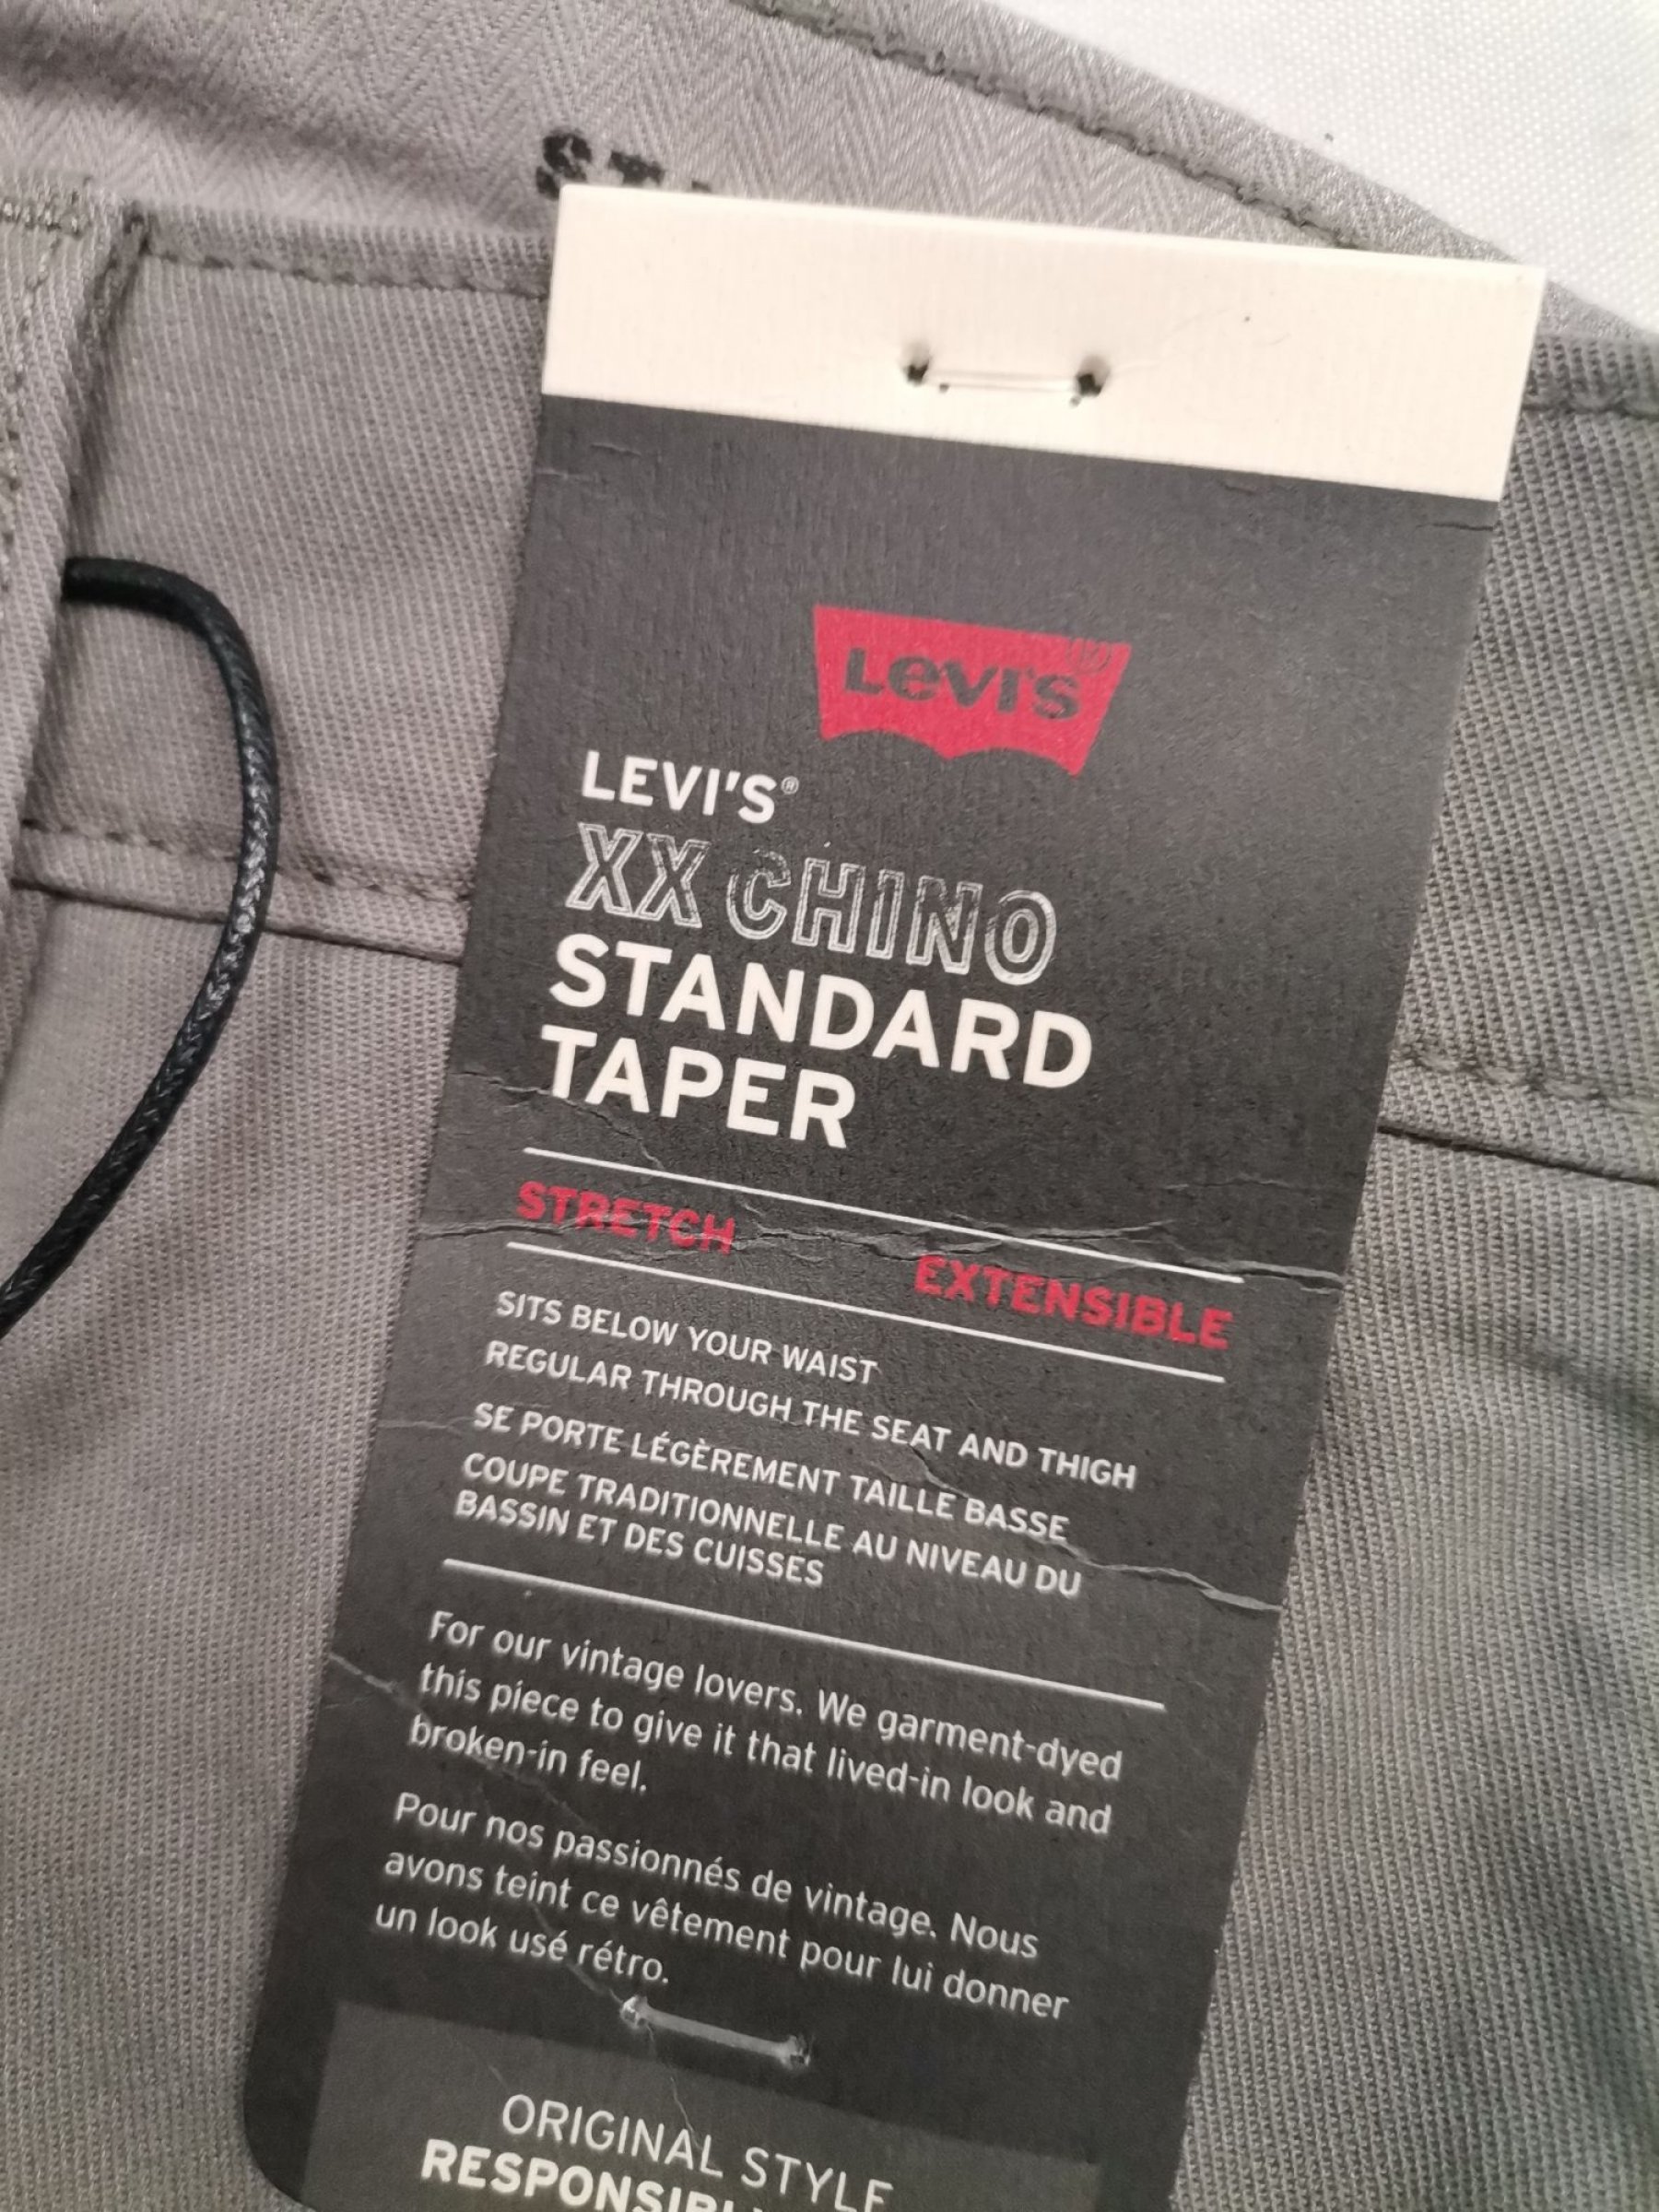 LEVI'S®
LEVI'S®
XX CHINO
STANDARD
TAPER
STRETCH
EXTENSIBLE
SITS BELOW YOUR WAIST
REGULAR THROUGH THE SEAT AND THIGH
SE PORTE LÉGÈREMENT TAILLE BASSE
COUPE TRADITIONNELLE AU NIVEAU DU
BASSIN ET DES CUISSES
For our vintage lovers. We garment-dyed
this piece to give it that lived-in look and
broken-in feel.
Pour nos passionnés de vintage. Nous
avons teint ce vêtement pour lui donner
un look usé rétro.
ORIGINAL STYLE